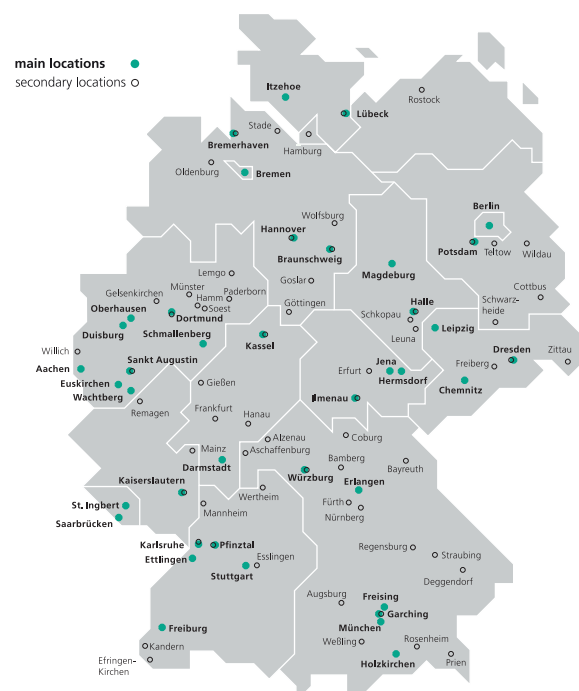 main locations
secondary locations
Itzehoe
Rostock
Lübeck
Stade
Bremerhaven
Hamburg
Oldenburg
Bremen
Berlin
Wolfsburg
Hannover
Braunschweig
Potsdam
Teltow
Wildau
Magdeburg
Lemgo
Goslar
Cottbus
Gelsenkirchen
Münster
Paderborn
Hamm
Soest
Oberhausen
Dortmund
Göttingen
Halle
Schkopau
Leuna
Leipzig
Schwarz-
heide
Duisburg
Schmallenberg
Kassel
Willich
Aachen
Sankt Augustin
Jena
Erfurt
Hermsdorf
Dresden
Freiberg
Zittau
Chemnitz
Euskirchen
Wachtberg
Gießen
Ilmenau
Remagen
Frankfurt
Hanau
Alzenau
Coburg
Mainz
Aschaffenburg
Darmstadt
Bamberg
Bayreuth
Würzburg
Erlangen
Kaiserslautern
Wertheim
St. Ingbert
Mannheim
Fürth
Nürnberg
Saarbrücken
Karlsruhe
Pfinztal
Regensburg
Straubing
Ettlingen
Esslingen
Stuttgart
Deggendorf
Augsburg
Freising
Garching
Freiburg
München
Kandern
Weßling
Rosenheim
Efringen-
Kirchen
Holzkirchen
Prien